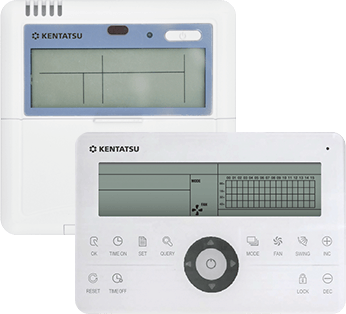 KENTATSU
KENTATSU
MODE
FAN
OK TIME ON SET QUERY MODE FAN SWING INC
RESET TIME OFF LOCK DEC